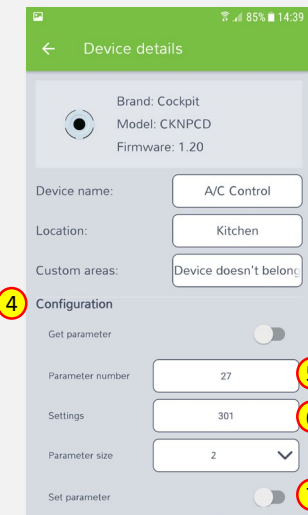 85% 14:39
Device details
Brand: Cockpit
Model: CKNPCD
Firmware: 1.20
Device name: A/C Control
Location: Kitchen
Custom areas: Device doesn't belong
4 Configuration
Get parameter
Parameter number 27 5
Settings 301
Parameter size 2
Set parameter